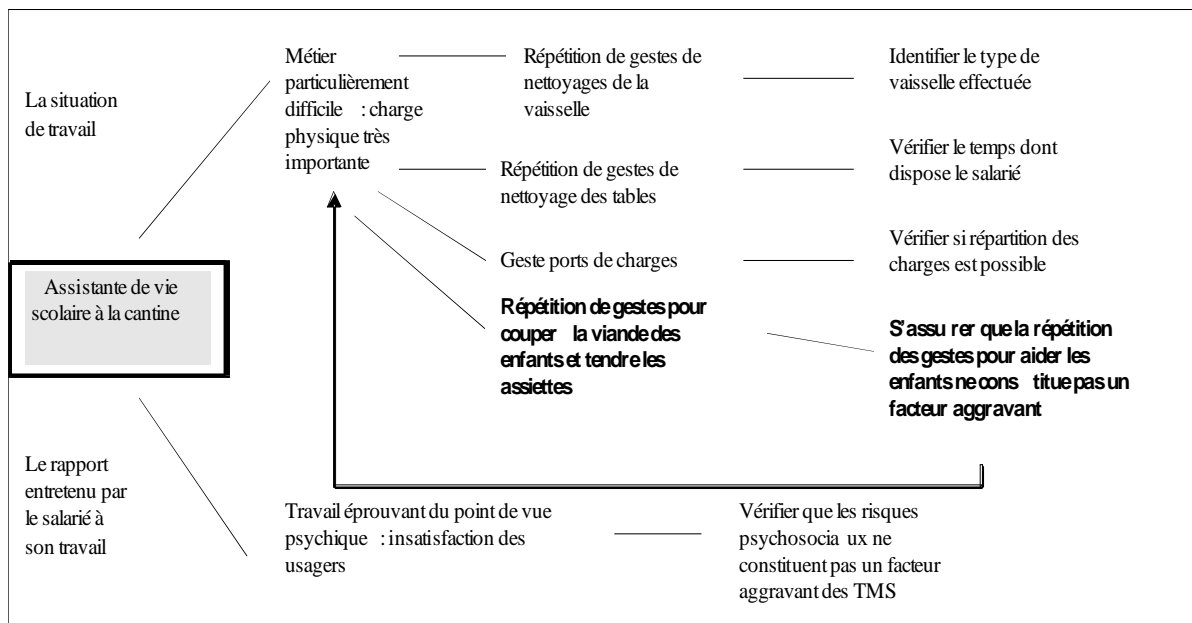 La situation
de travail
Assistante de vie
scolaire à la cantine
Le rapport
entretenu par
le salarié à
son travail
Métier
particulièrement
difficile : charge
physique très
importante
Répétition de gestes de
nettoyages de la
vaisselle
Identifier le type de
vaisselle effectuée
Répétition de gestes de
nettoyage des tables
Vérifier le temps dont
dispose le salarié
Geste ports de charges
Vérifier si répartition des
charges est possible
Répétition de gestes pour
couper la viande des
enfants et tendre les
assiettes
S'assu rer que la répétition
des gestes pour aider les
enfants ne cons titue pas un
facteur aggravant
Travail éprouvant du point de vue
psychique : insatisfaction des
usagers
Vérifier que les risques
psychosocia ux ne
constituent pas un facteur
aggravant des TMS